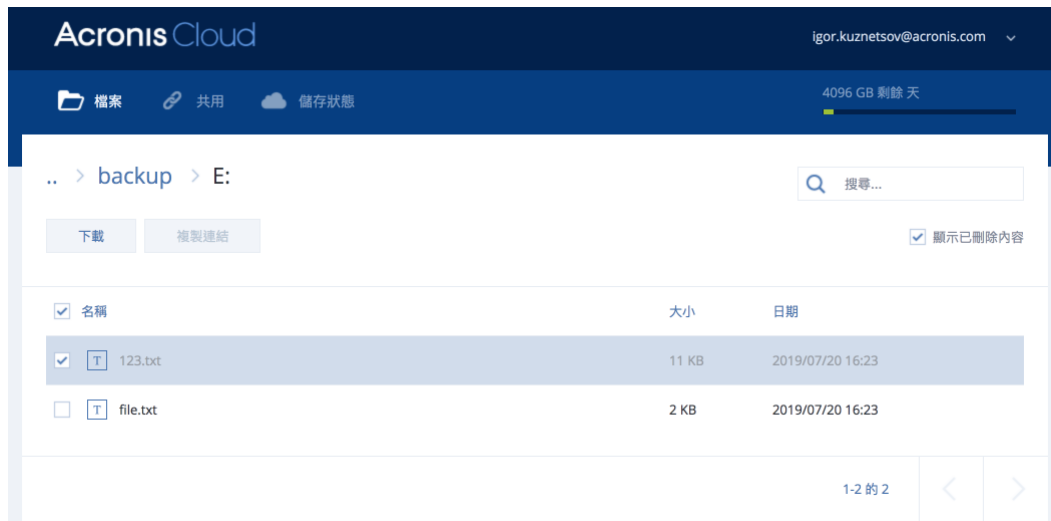 Acronis Cloud
igor.kuznetsov@acronis.com
檔案 共用 儲存狀態
4096 GB 剩餘 天
.. > backup > E:
搜尋...
下載 複製連結
顯示已刪除內容
名稱 大小 日期
T 123.txt 11 KB 2019/07/20 16:23
T file.txt 2 KB 2019/07/20 16:23
1-2 的 2